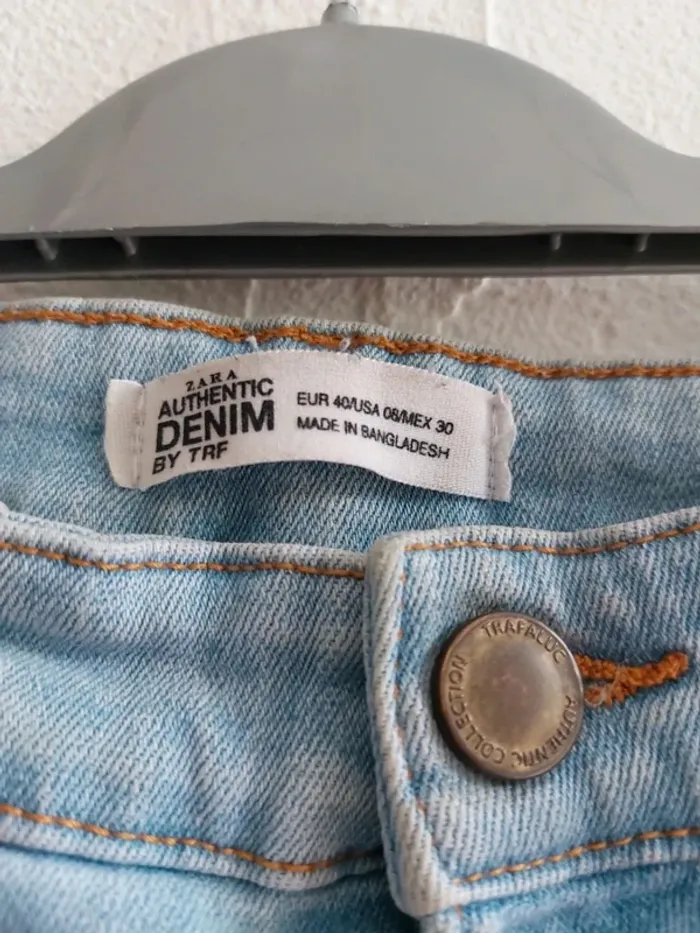 ZARA
AUTHENTIC
DENIM
BY TRF
EUR 40/USA 08/MEX 30
MADE IN BANGLADESH
TRAFALUC
AUTHENTIC COLLECTION